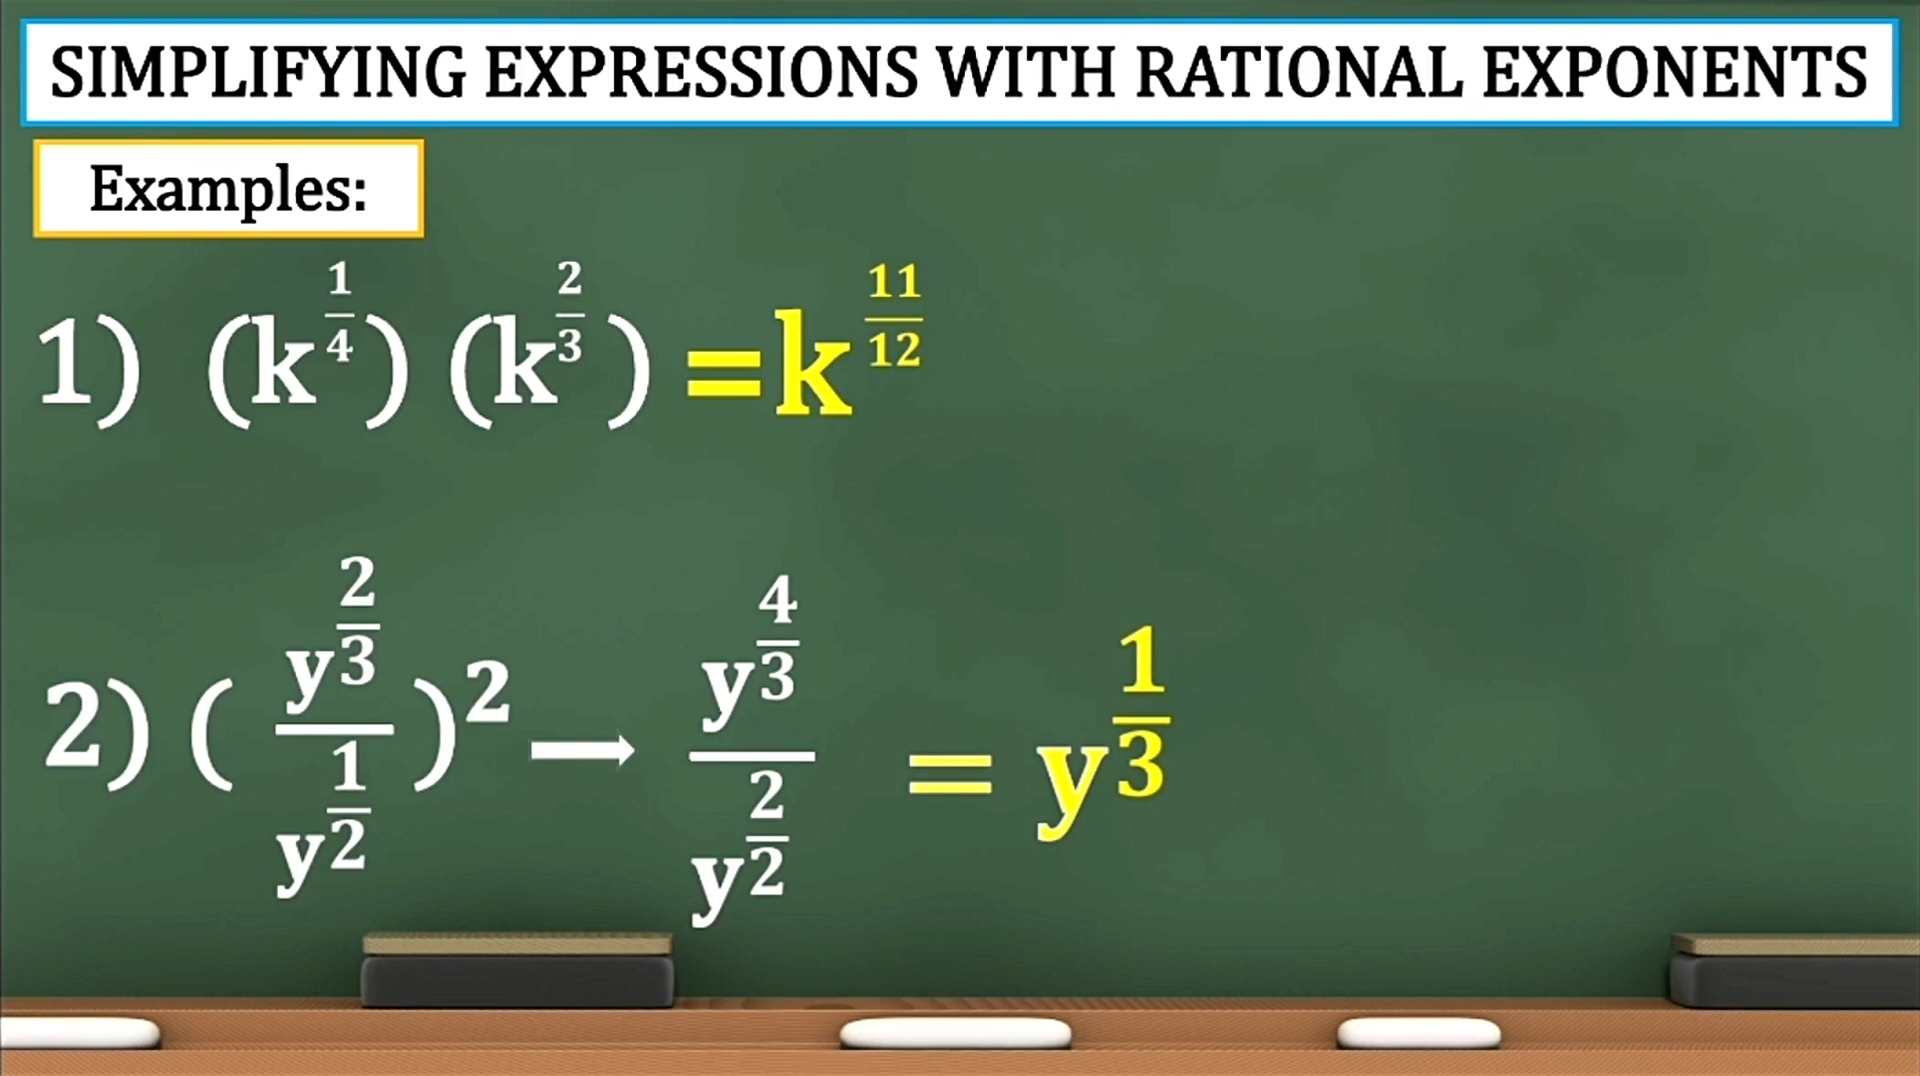 SIMPLIFYING EXPRESSIONS WITH RATIONAL EXPONENTS
Examples:
1) (k^{1/4}) (k^{2/3}) =k^{11/12}
2) ( y^{2/3} / y^{1/2} )^2 → y^{4/3} / y^{2/2} = y^{1/3}